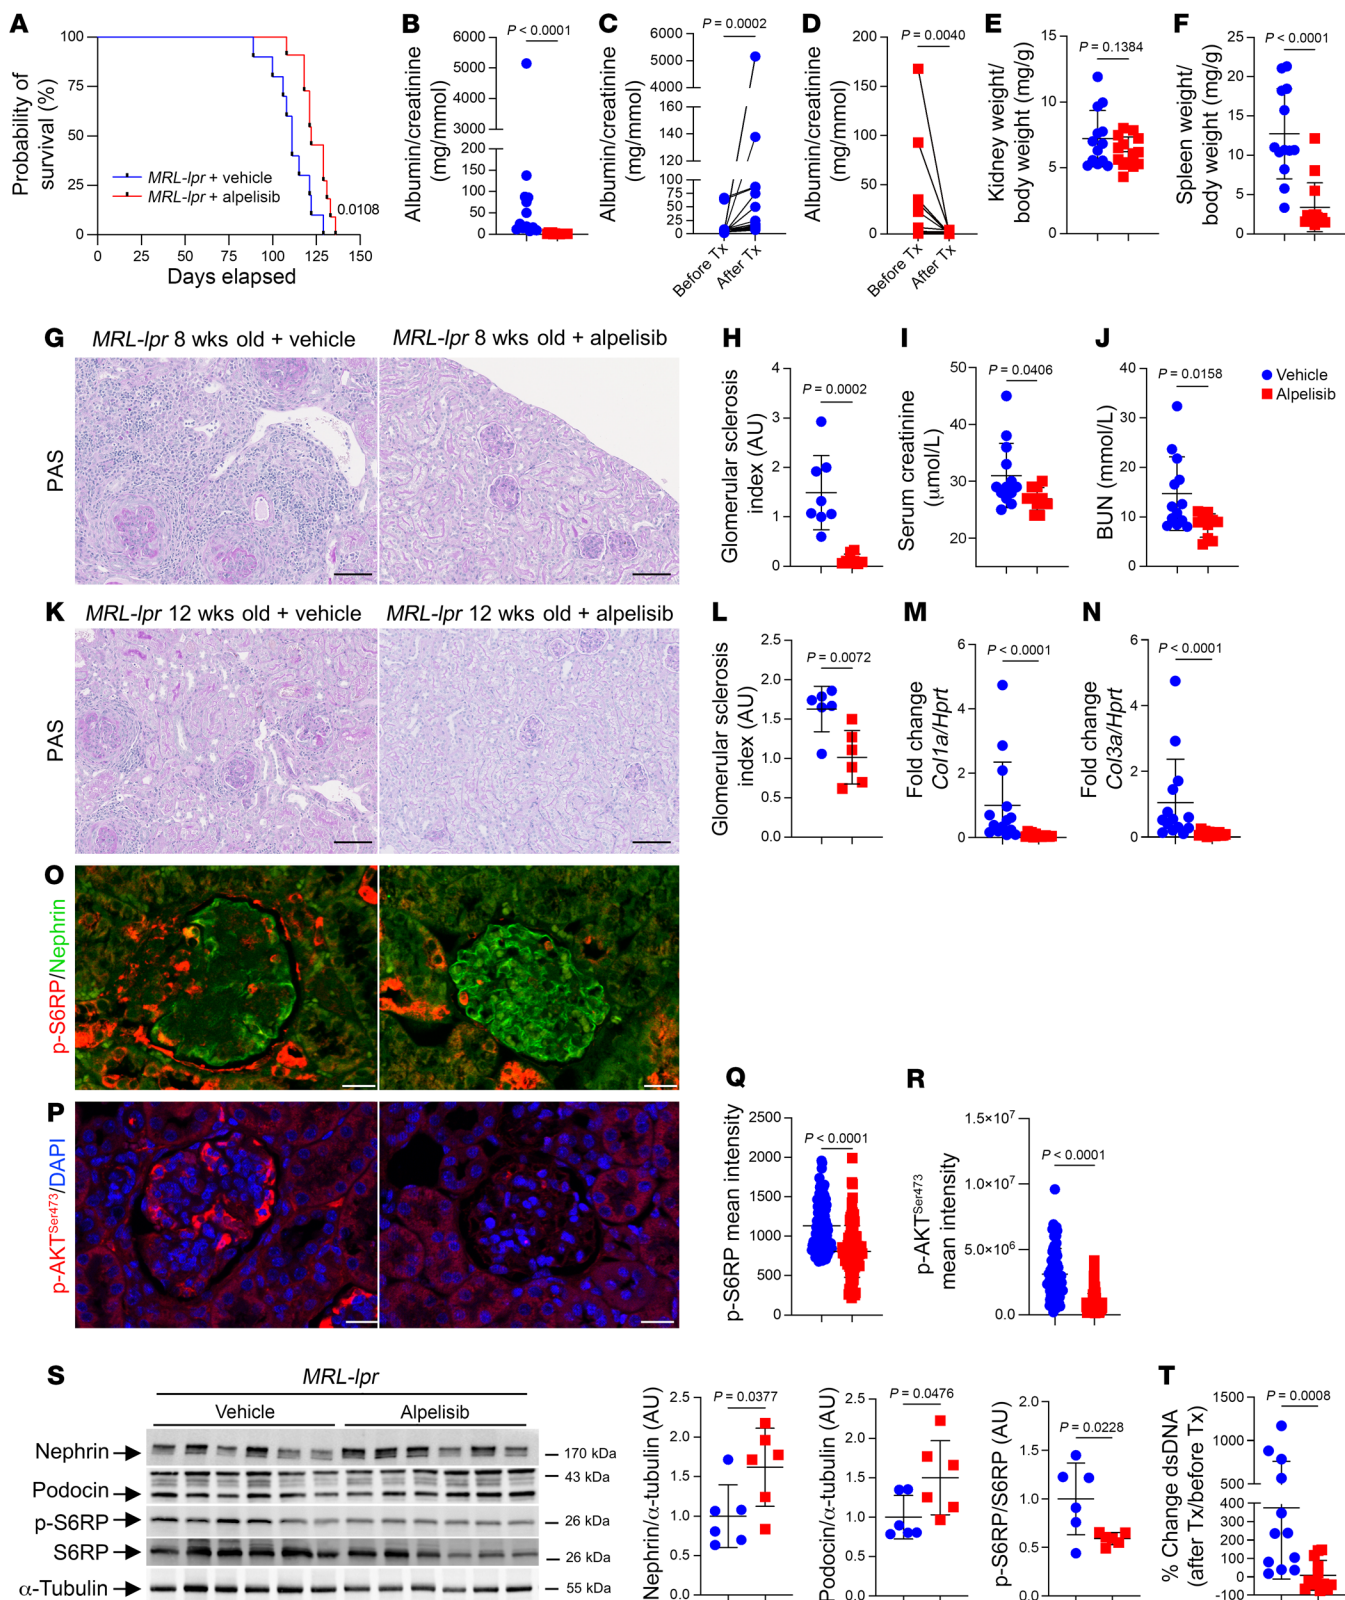 A
Probability of
survival (%)
100
75
50
25
0
MRL-lpr + vehicle
MRL-lpr + alpelisib
0.0108
0 25 50 75 100 125 150
Days elapsed
B
Albumin/creatinine
(mg/mmol)
P < 0.0001
6000
5000
4000
3000
200
150
100
50
0
C
Albumin/creatinine
(mg/mmol)
P = 0.0002
6000
5000
4000
160
140
120
100
50
0
Before Tx
After Tx
D
Albumin/creatinine
(mg/mmol)
P = 0.0040
200
150
100
50
0
Before Tx
After Tx
E
Kidney weight/
body weight (mg/g)
P = 0.1384
15
10
5
0
F
Spleen weight/
body weight (mg/g)
P < 0.0001
25
20
15
10
5
0
G
MRL-lpr 8 wks old + vehicle
MRL-lpr 8 wks old + alpelisib
PAS
H
Glomerular sclerosis
index (AU)
P = 0.0002
4
3
2
1
0
I
Serum creatinine
(μmol/L)
P = 0.0406
50
40
30
20
J
BUN (mmol/L)
P = 0.0158
40
30
20
10
0
Vehicle
Alpelisib
K
MRL-lpr 12 wks old + vehicle
MRL-lpr 12 wks old + alpelisib
PAS
L
Glomerular sclerosis
index (AU)
P = 0.0072
2.5
2.0
1.5
1.0
0.5
0.0
M
Fold change
Col1a/Hprt
P < 0.0001
6
4
2
0
N
Fold change
Col3a/Hprt
P < 0.0001
6
4
2
0
O
p-S6RP/Nephrin
P
p-AKTSer473/DAPI
Q
p-S6RP mean intensity
P < 0.0001
2500
2000
1500
1000
500
0
R
p-AKTSer473
mean intensity
P < 0.0001
1.5×10⁷
1.0×10⁷
5.0×10⁶
0.0
S
MRL-lpr
Vehicle
Alpelisib
Nephrin
170 kDa
43 kDa
Podocin
p-S6RP
26 kDa
S6RP
26 kDa
α-Tubulin
55 kDa
Nephrin/α-tubulin (AU)
P = 0.0377
2.5
2.0
1.5
1.0
0.5
0.0
Podocin/α-tubulin (AU)
P = 0.0476
2.5
2.0
1.5
1.0
0.5
0.0
p-S6RP/S6RP (AU)
P = 0.0228
1.5
1.0
0.5
0.0
T
% Change dsDNA
(after Tx/before Tx)
P = 0.0008
1500
1000
500
400
300
200
100
0
-100